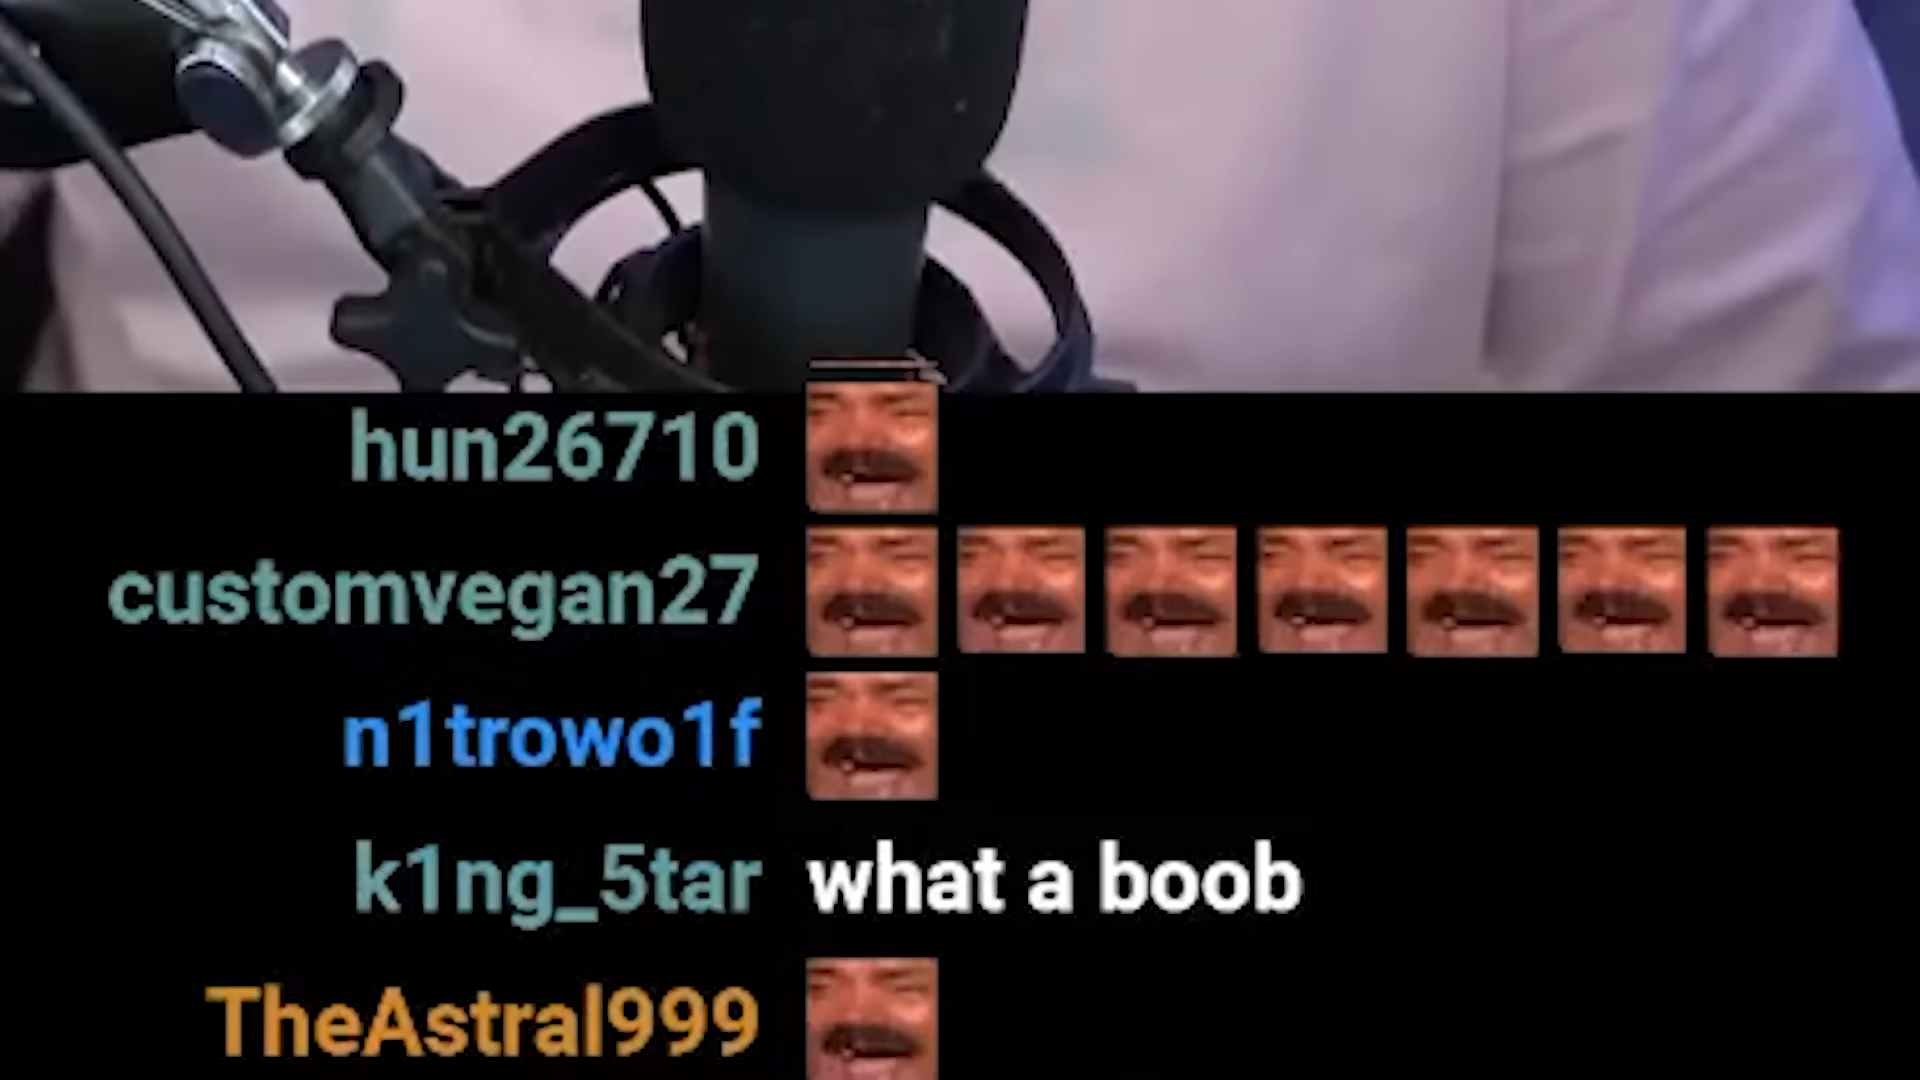 hun26710
customvegan27
n1trowo1f
k1ng_5tar what a boob
TheAstral999